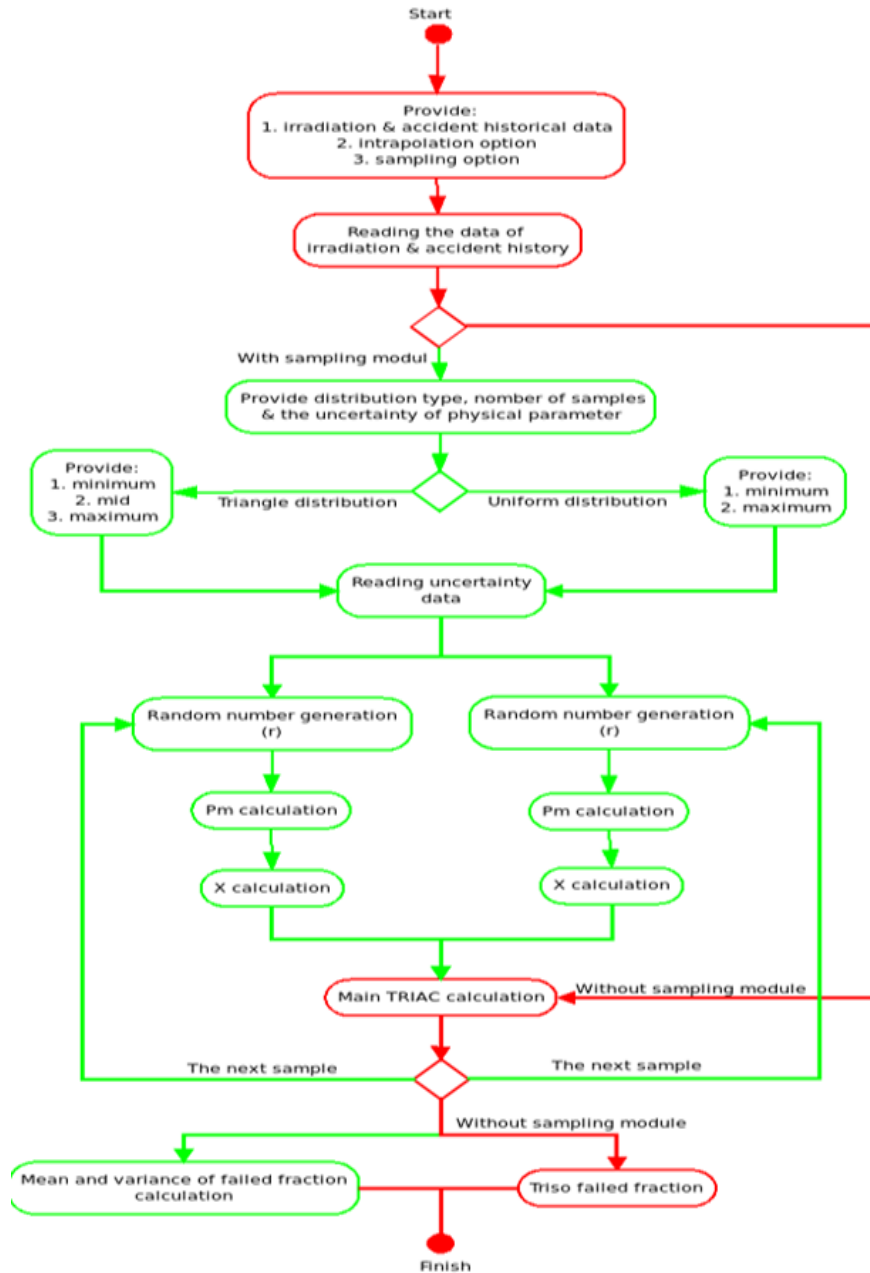 Start
Provide:
1. irradiation & accident historical data
2. intrapolation option
3. sampling option
Reading the data of
irradiation & accident history
With sampling modul
Provide distribution type, nomber of samples
& the uncertainty of physical parameter
Provide:
1. minimum
2. mid
3. maximum
Triangle distribution
Uniform distribution
Provide:
1. minimum
2. maximum
Reading uncertainty
data
Random number generation
(r)
Random number generation
(r)
Pm calculation
Pm calculation
X calculation
X calculation
Main TRIAC calculation
Without sampling module
The next sample
The next sample
Without sampling module
Mean and variance of failed fraction
calculation
Triso failed fraction
Finish